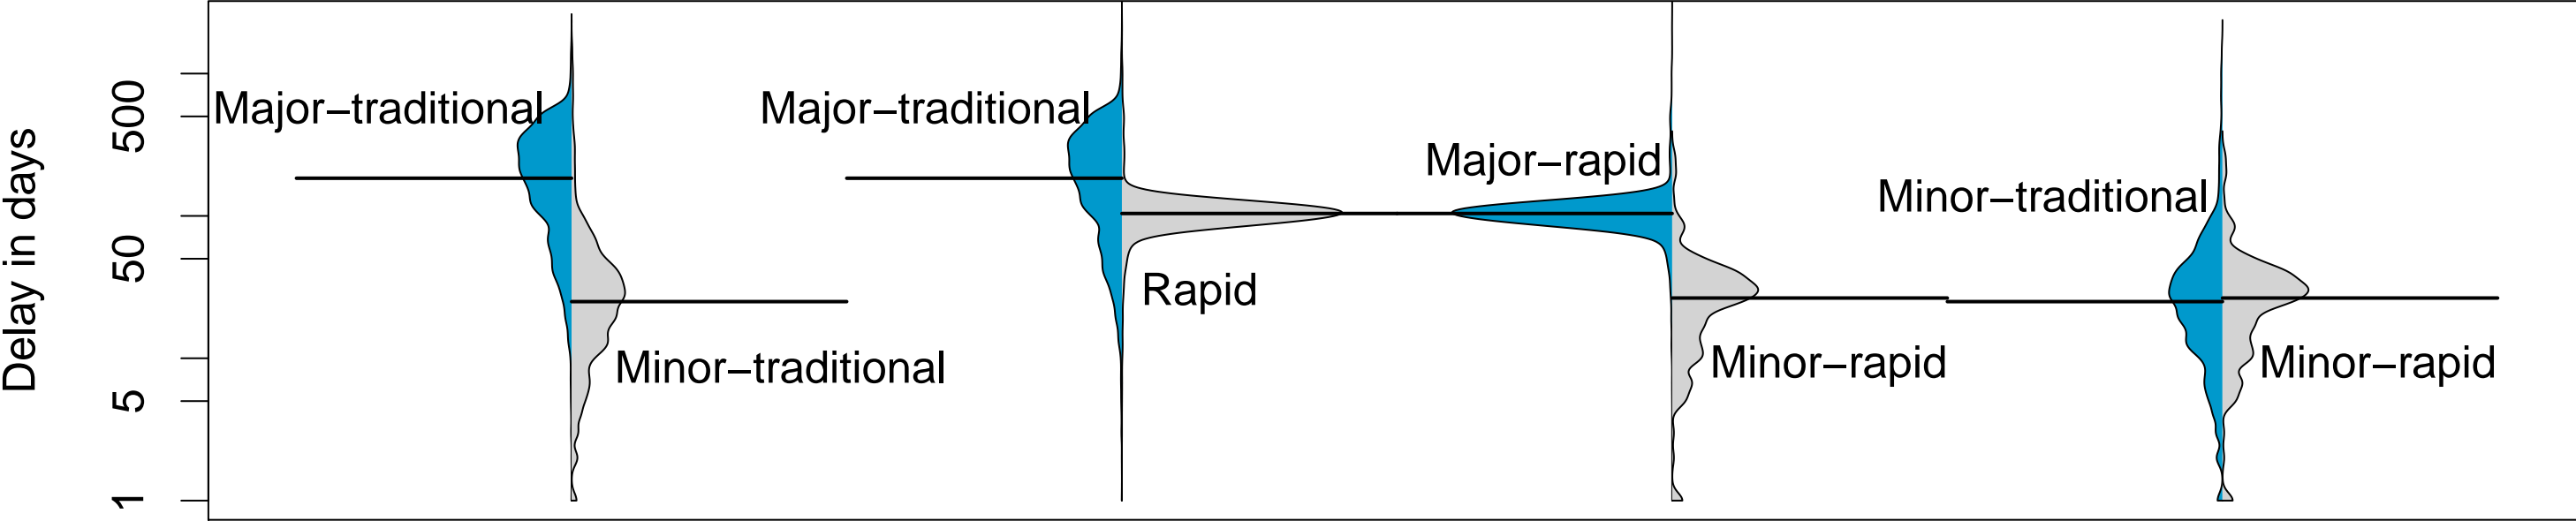 Delay in days
500
50
5
1
Major−traditional
Minor−traditional
Major−traditional
Rapid
Major−rapid
Minor−rapid
Minor−traditional
Minor−rapid